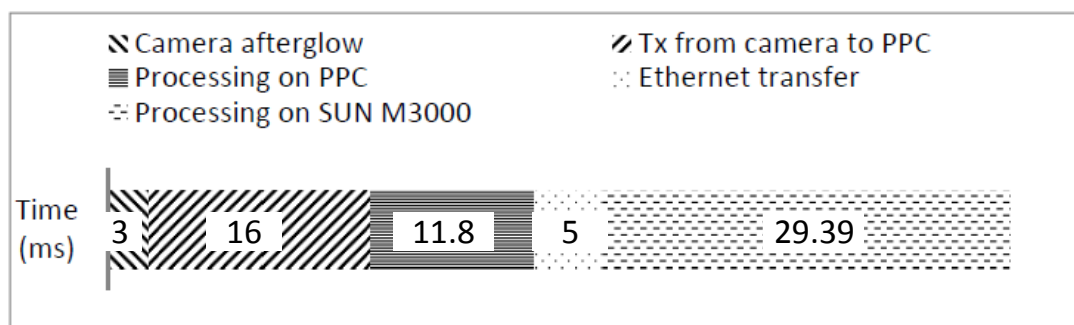 Camera afterglow
Tx from camera to PPC
Processing on PPC
Ethernet transfer
Processing on SUN M3000
Time
(ms)
3 16 11.8 5 29.39